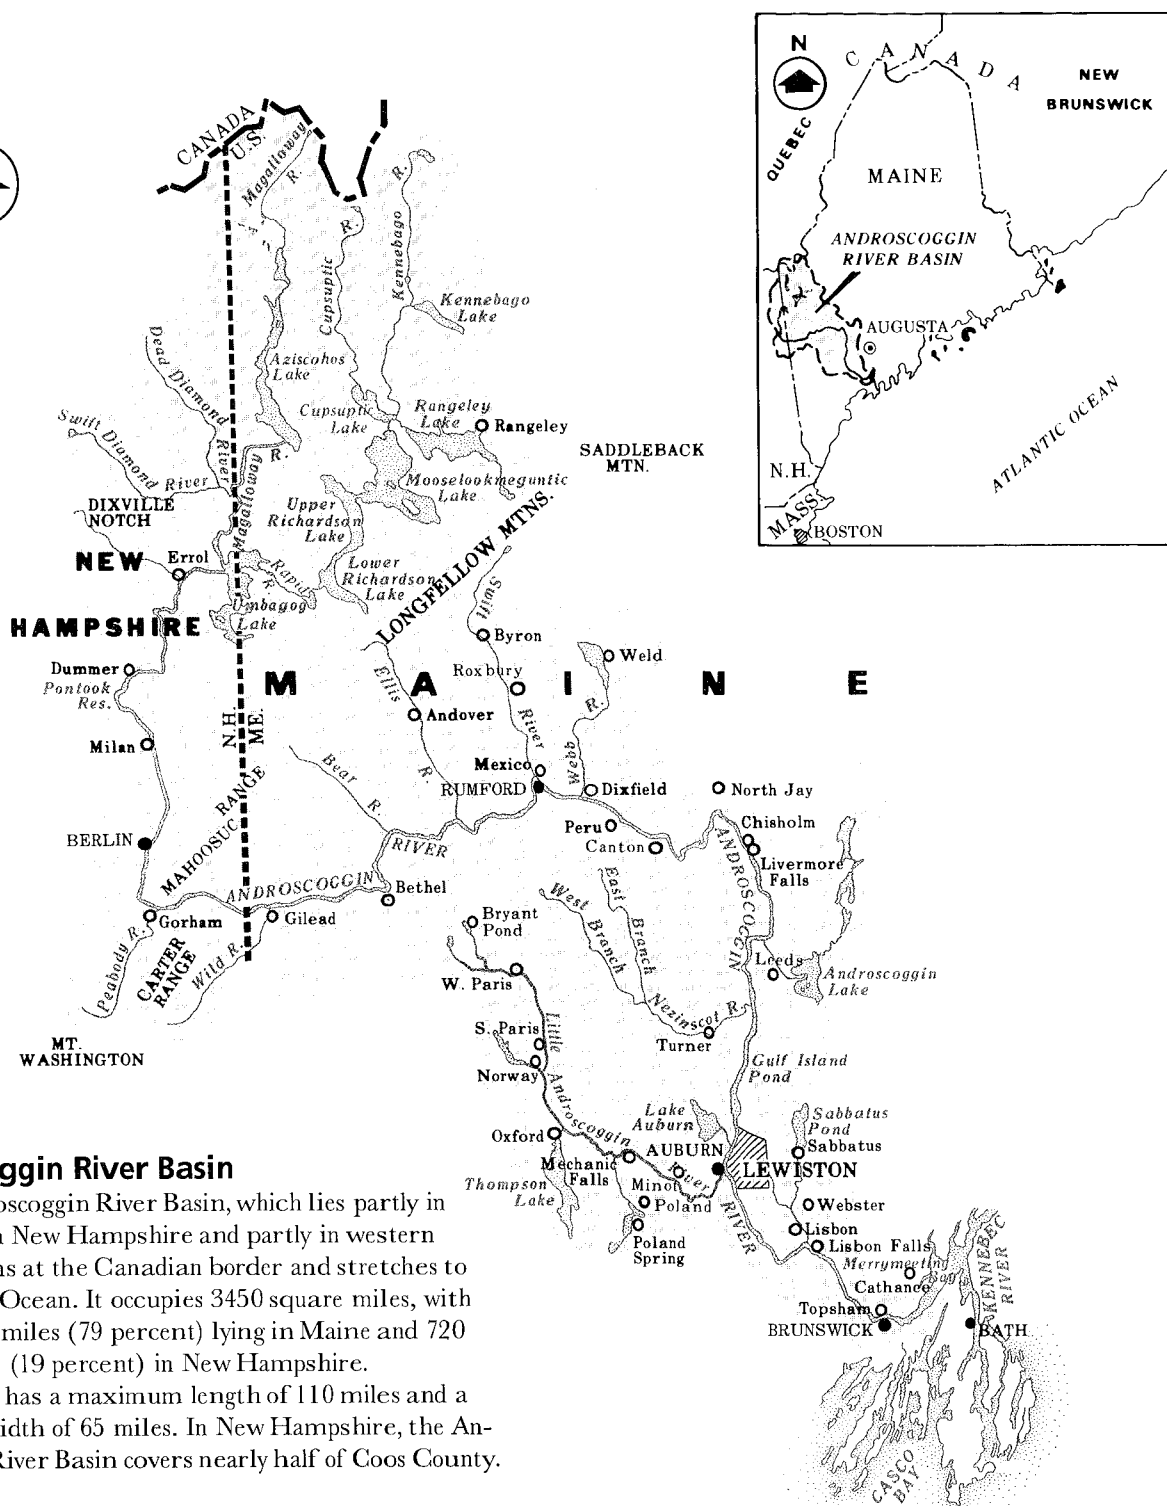 N
CANADA
NEW
BRUNSWICK
QUEBEC
MAINE
ANDROSCOGGIN
RIVER BASIN
AUGUSTA
ATLANTIC OCEAN
N.H.
MASS.
BOSTON
CANADA
U.S.
Magalloway
R.
Cupsuptic
R.
Kennebago
R.
Kennebago
Lake
Aziscohos
Lake
Dead Diamond
River
Swift Diamond River
Cupsuptic
Lake
Rangeley
Lake
Rangeley
SADDLEBACK
MTN.
Mooselookmeguntic
Lake
Magalloway
R.
DIXVILLE
NOTCH
Upper
Richardson
Lake
LONGFELLOW MTNS.
NEW
HAMPSHIRE
Errol
Rapid
R.
Lower
Richardson
Lake
Umbagog
Lake
Swift
River
Byron
Roxbury
Weld
MAINE
Dummer
Pontook
Res.
Ellis
R.
Andover
Webb
R.
Milan
N.H.
ME.
Bear
R.
Mexico
RUMFORD
Dixfield
North Jay
BERLIN
MAHOOSUC RANGE
Peru
Canton
Chisholm
Livermore
Falls
ANDROSCOGGIN
RIVER
Bethel
ANDROSCOGGIN
Gorham
Gilead
Peabody R.
CARTER
RANGE
Wild R.
MT.
WASHINGTON
Bryant
Pond
W. Paris
West
Branch
East
Branch
Nezinscot R.
Turner
Leeds
Androscoggin
Lake
S. Paris
Norway
Little
Androscoggin
River
Gulf Island
Pond
Oxford
Lake
Auburn
AUBURN
LEWISTON
Sabbatus
Pond
Sabbatus
Mechanic
Falls
Minot
Thompson
Lake
Poland
Poland
Spring
RIVER
Webster
Lisbon
Lisbon Falls
Merrymeeting
Bay
Cathance
Topsham
BRUNSWICK
KENNEBEC
RIVER
BATH
CASCO
BAY
ggin River Basin
oscoggin River Basin, which lies partly in
n New Hampshire and partly in western
ns at the Canadian border and stretches to
Ocean. It occupies 3450 square miles, with
miles (79 percent) lying in Maine and 720
(19 percent) in New Hampshire.
has a maximum length of 110 miles and a
idth of 65 miles. In New Hampshire, the An-
River Basin covers nearly half of Coos County.